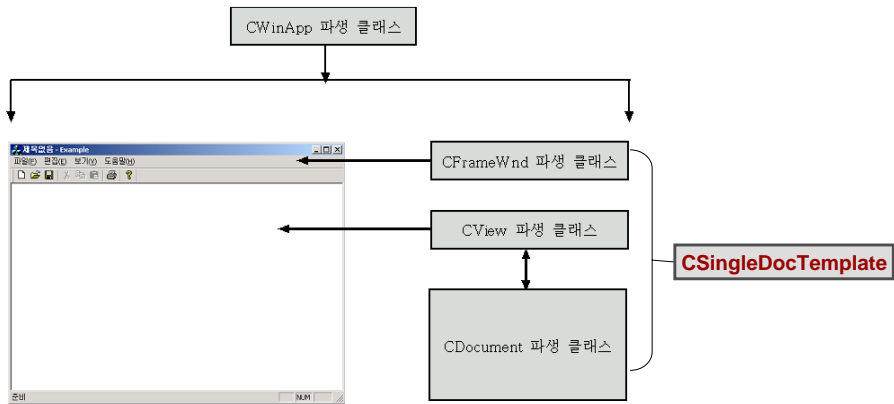 CWinApp 파생 클래스
제목없음 - Example
파일(F) 편집(E) 보기(V) 도움말(H)
CFrameWnd 파생 클래스
CView 파생 클래스
CSingleDocTemplate
CDocument 파생 클래스
준비
NUM